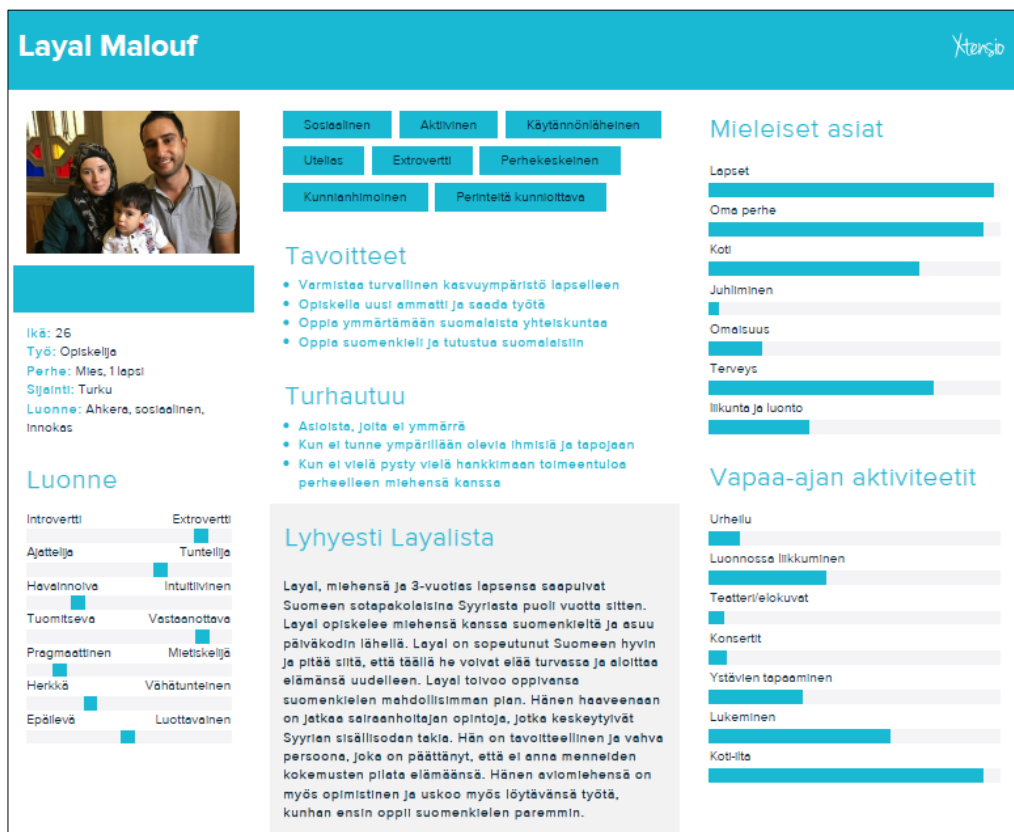 Layal Malouf
Xtensio
Ikä: 26
Työ: Opiskelija
Perhe: Mies, 1 lapsi
Sijainti: Turku
Luonne: Ahkera, sosiaalinen,
innokas
Luonne
Introvertti Extrovertti
Ajattelija Tunteilija
Havainnoiva Intuitiivinen
Tuomitseva Vastaanottava
Pragmaattinen Mietiskelijä
Herkkä Vähätunteinen
Epäilevä Luottavainen
Sosiaalinen Aktiivinen Käytännönläheinen
Utelias Extrovertti Perhekeskeinen
Kunnianhimoinen Perinteitä kunnioittava
Tavoitteet
• Varmistaa turvallinen kasvuympäristö lapselleen
• Opiskella uusi ammatti ja saada työtä
• Oppia ymmärtämään suomalaista yhteiskuntaa
• Oppia suomenkieli ja tutustua suomalaisiin
Turhautuu
• Asioista, joita ei ymmärrä
• Kun ei tunne ympärillään olevia ihmisiä ja tapojaan
• Kun ei vielä pysty vielä hankkimaan toimeentuloa
perheelleen miehensä kanssa
Lyhyesti Layalista
Layal, miehensä ja 3-vuotias lapsensa saapuivat
Suomeen sotapakolaisina Syyriasta puoli vuotta sitten.
Layal opiskelee miehensä kanssa suomenkieltä ja asuu
päiväkodin lähellä. Layal on sopeutunut Suomeen hyvin
ja pitää siitä, että täällä he voivat elää turvassa ja aloittaa
elämänsä uudelleen. Layal toivoo oppivansa
suomenkielen mahdollisimman pian. Hänen haaveenaan
on jatkaa sairaanhoitajan opintoja, jotka keskeytyivät
Syyrian sisällisodan takia. Hän on tavoitteellinen ja vahva
persoona, joka on päättänyt, että ei anna menneiden
kokemusten pilata elämäänsä. Hänen aviomiehensä on
myös opimistinen ja uskoo myös löytävänsä työtä,
kunhan ensin oppii suomenkielen paremmin.
Mieleiset asiat
Lapset
Oma perhe
Koti
Juhliminen
Omaisuus
Terveys
liikunta ja luonto
Vapaa-ajan aktiviteetit
Urheilu
Luonnossa liikkuminen
Teatteri/elokuvat
Konsertit
Ystävien tapaaminen
Lukeminen
Koti-ilta